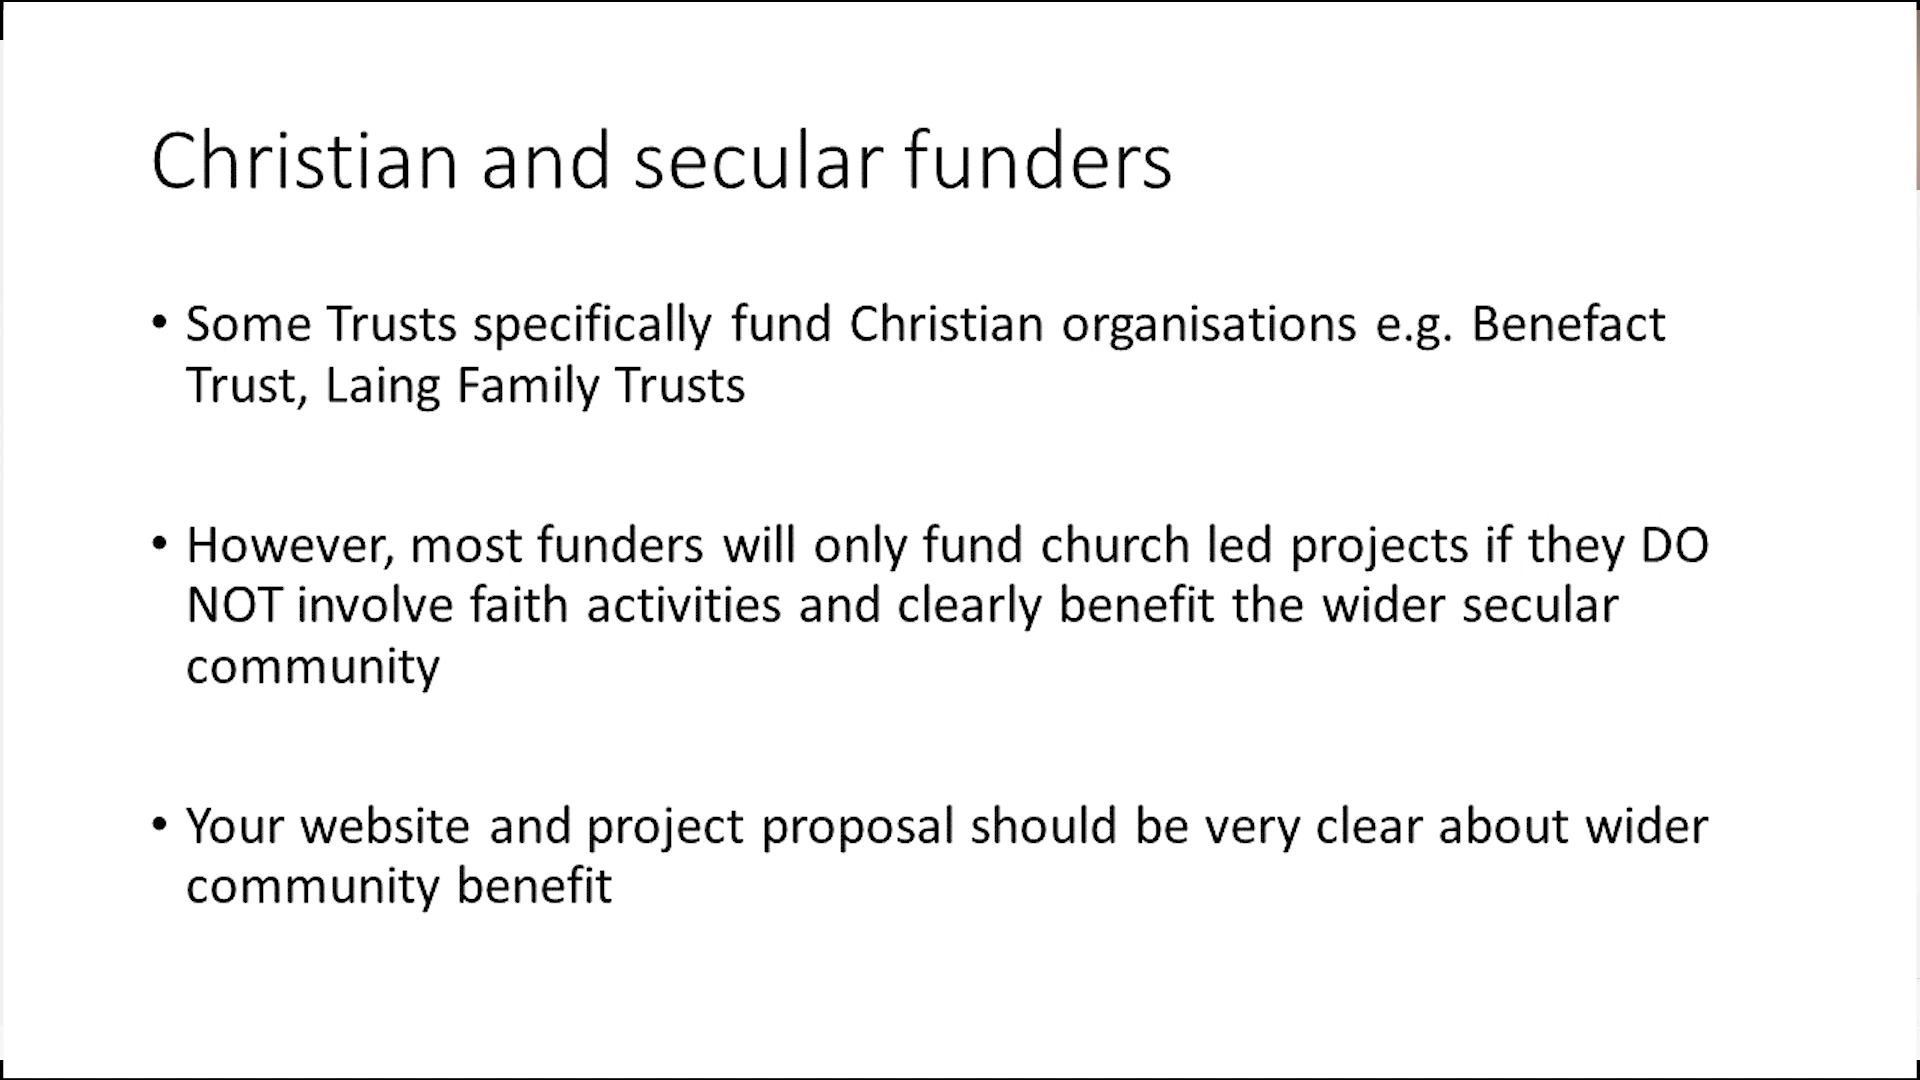 Christian and secular funders
• Some Trusts specifically fund Christian organisations e.g. Benefact
Trust, Laing Family Trusts
• However, most funders will only fund church led projects if they DO
NOT involve faith activities and clearly benefit the wider secular
community
• Your website and project proposal should be very clear about wider
community benefit